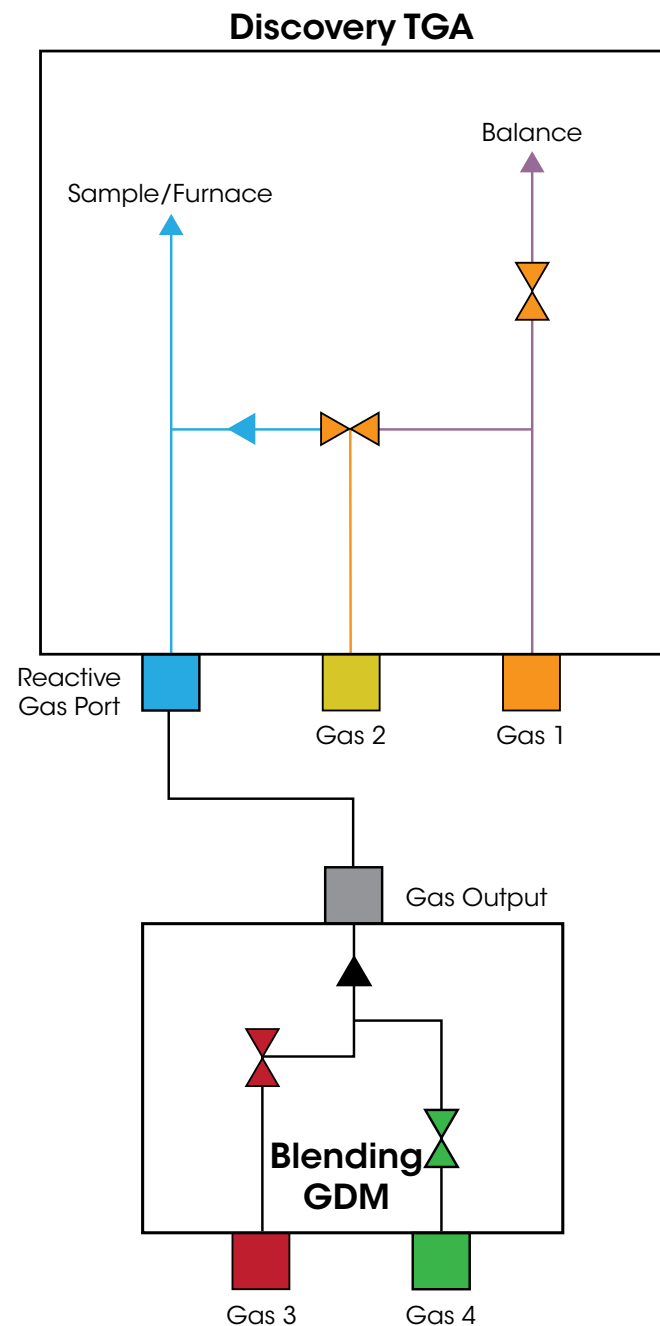 Discovery TGA
Balance
Sample/Furnace
Reactive
Gas Port
Gas 2
Gas 1
Gas Output
Blending
GDM
Gas 3
Gas 4